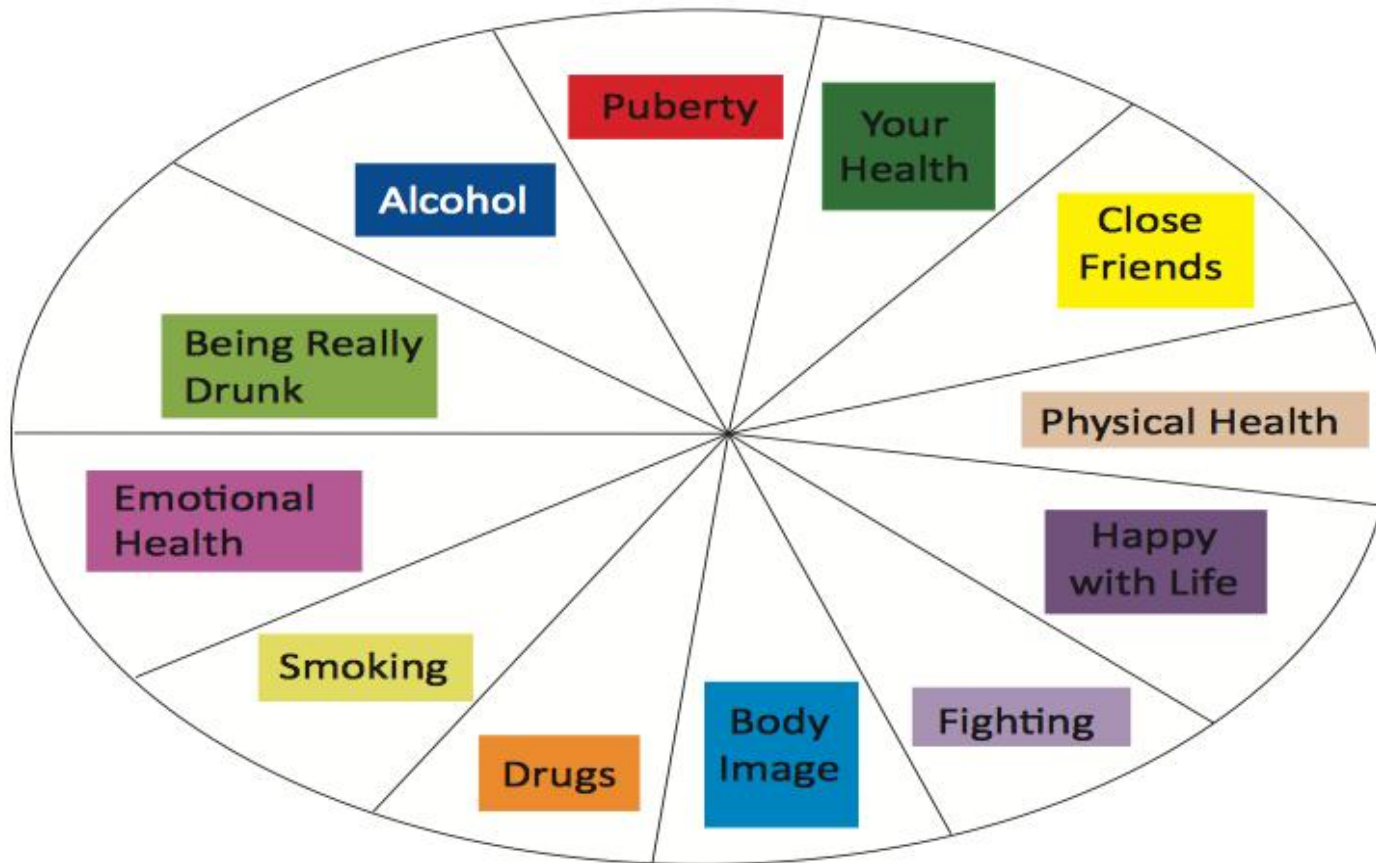 Puberty
Your
Health
Close
Friends
Physical Health
Happy
with Life
Fighting
Body
Image
Drugs
Smoking
Emotional
Health
Being Really
Drunk
Alcohol